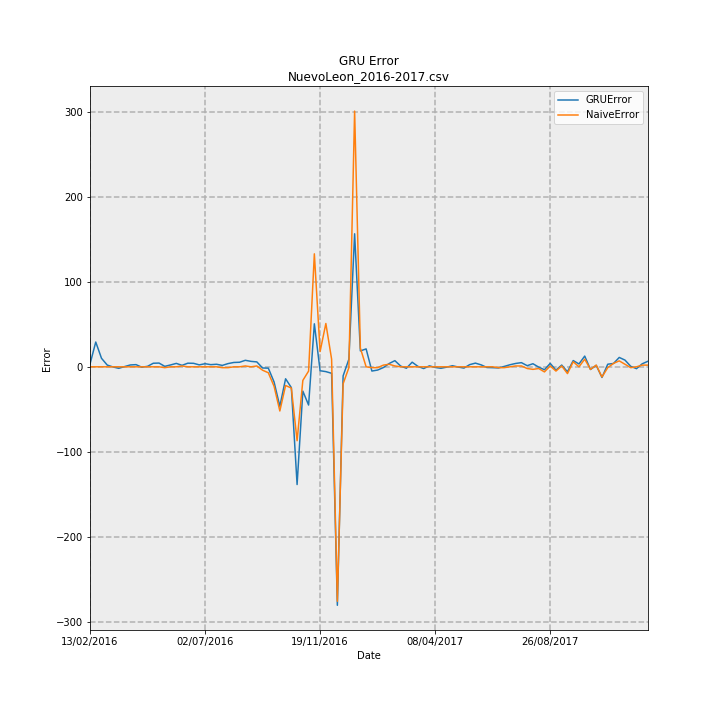 GRU Error
NuevoLeon_2016-2017.csv
GRUError
NaiveError
300
200
100
0
−100
−200
−300
Error
13/02/2016
02/07/2016
19/11/2016
08/04/2017
26/08/2017
Date